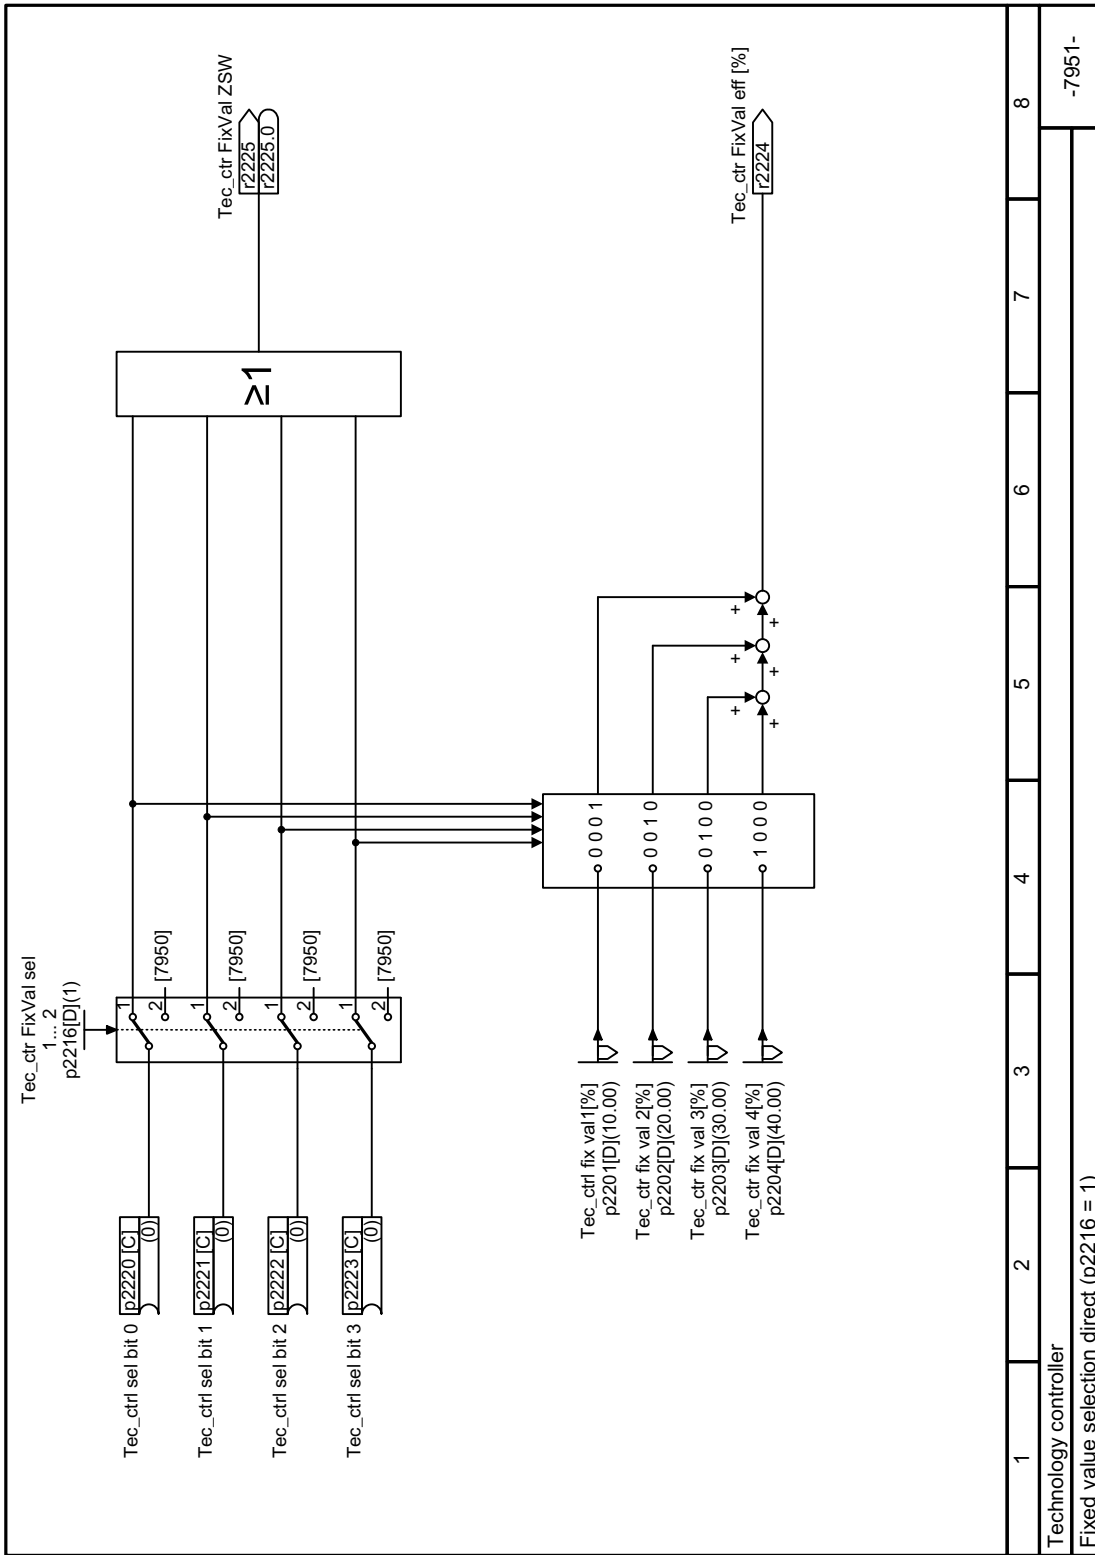 Tec_ctr FixVal sel
1... 2
p2216[D](1)
Tec_ctrl sel bit 0
p2220 [C]
(0)
1
2
[7950]
Tec_ctrl sel bit 1
p2221 [C]
(0)
1
2
[7950]
Tec_ctrl sel bit 2
p2222 [C]
(0)
1
2
[7950]
Tec_ctrl sel bit 3
p2223 [C]
(0)
1
2
[7950]
≥1
Tec_ctr FixVal ZSW
r2225
r2225.0
Tec_ctrl fix val1[%]
p2201[D](10.00)
Tec_ctr fix val 2[%]
p2202[D](20.00)
Tec_ctr fix val 3[%]
p2203[D](30.00)
Tec_ctr fix val 4[%]
p2204[D](40.00)
0 0 0 1
0 0 1 0
0 1 0 0
1 0 0 0
+
+
+
+
+
+
Tec_ctr FixVal eff [%]
r2224
1 2 3 4 5 6 7 8
Technology controller
Fixed value selection direct (p2216 = 1)
-7951-